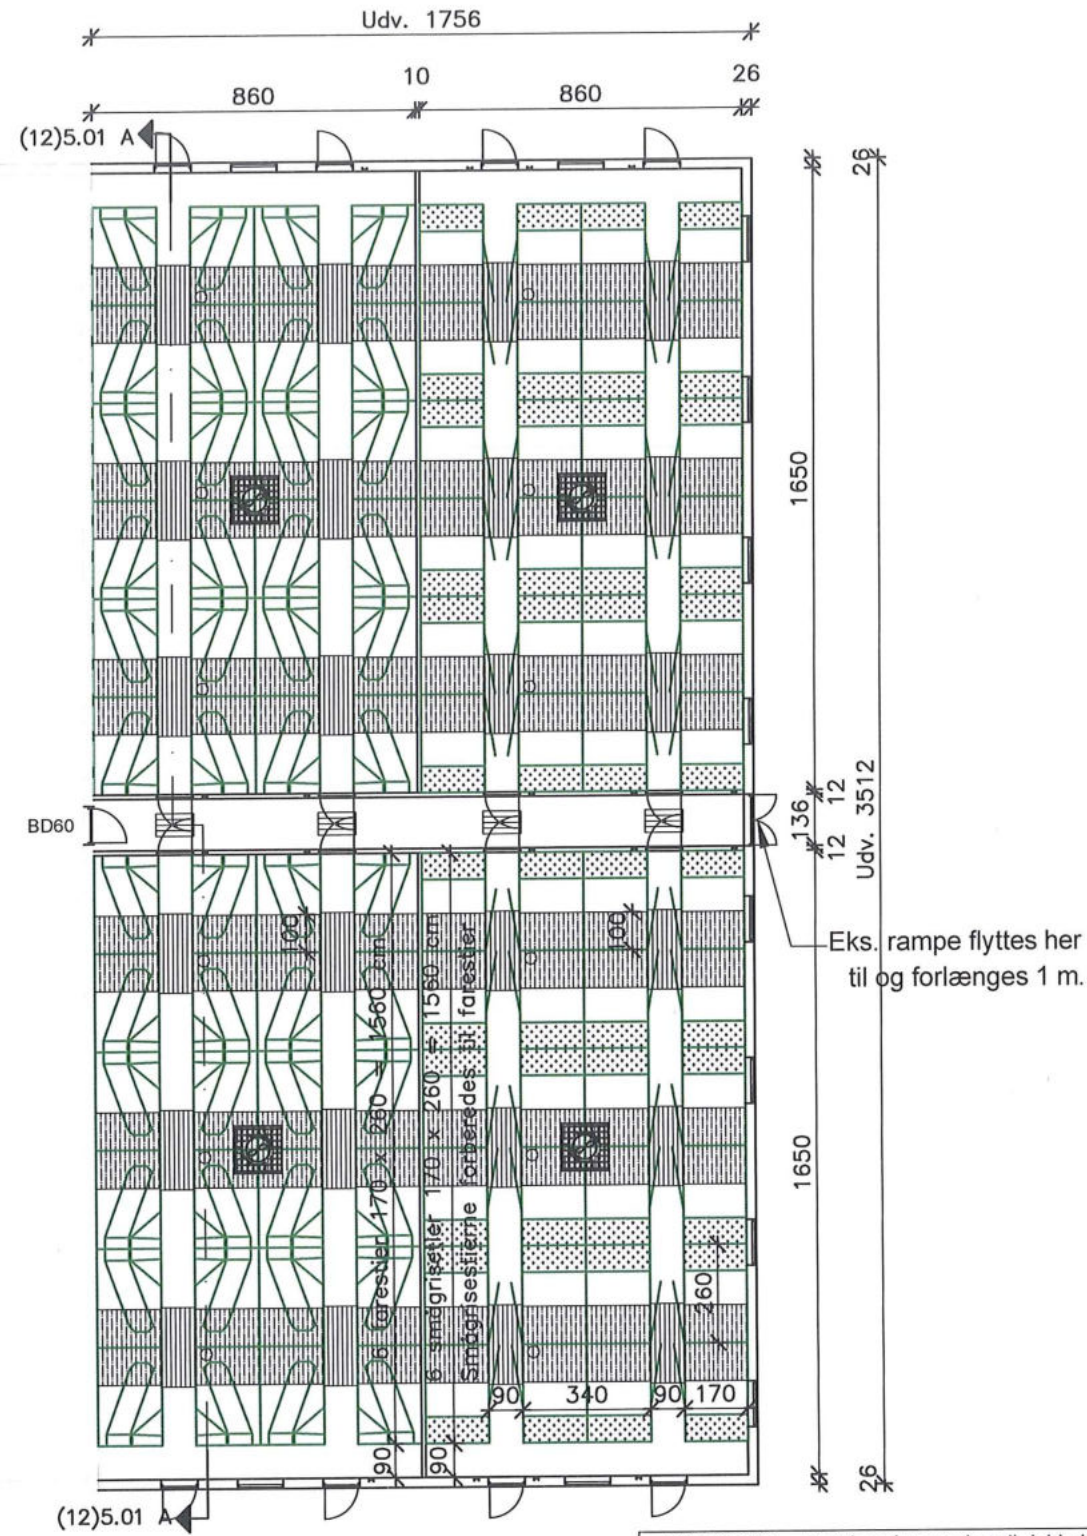 Udv. 1756
10
26
860
860
(12)5.01 A
26
1650
12
136
12
Udv. 3512
BD60
Eks. rampe flyttes her
til og forlænges 1 m.
100
100
6 farestier 170 x 260 = 1560 cm
6 smågrisetier 170 x 260 = 1560 cm
Smågrisestierne forberedes til farestier
1650
260
90
340
90
170
90
90
26
(12)5.01 A